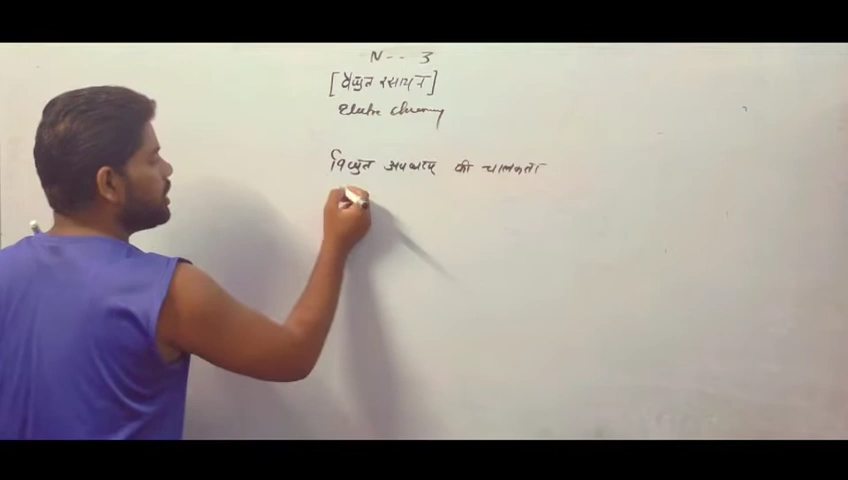 N -- 3
[वैद्युत रसायन]
Electro Chemistry
विद्युत अपघट्य की चालकता